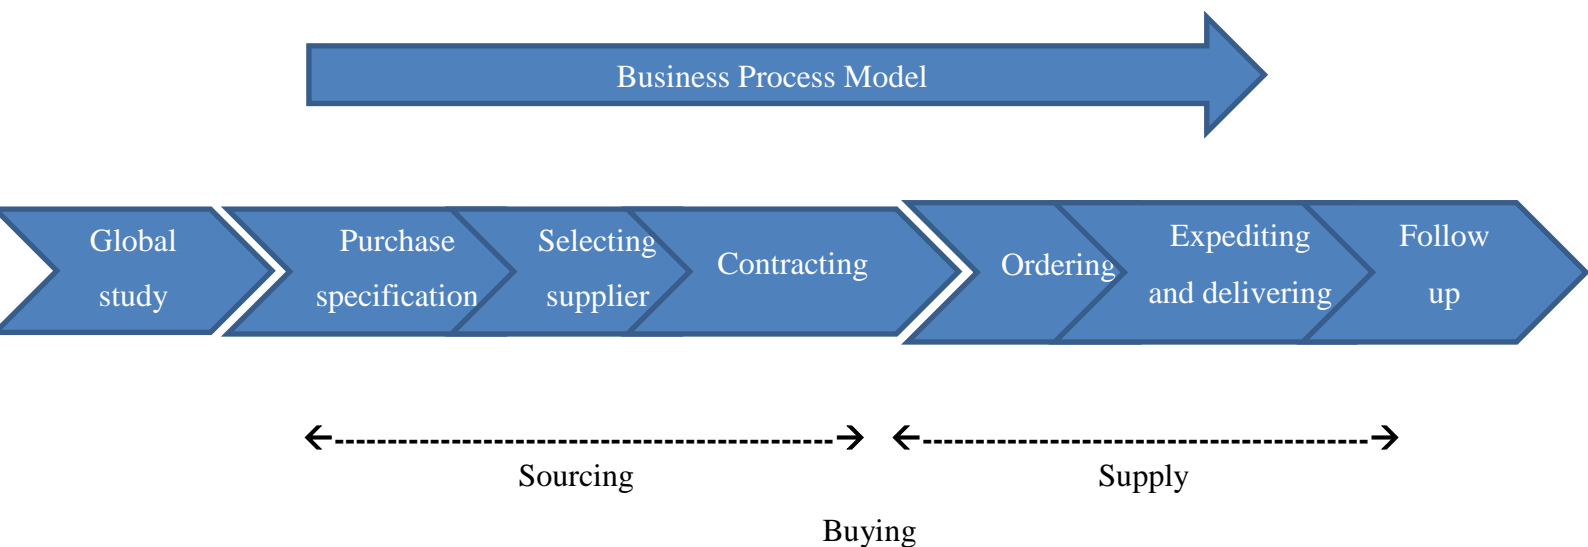 Business Process Model
Global
study
Purchase
specification
Selecting
supplier
Contracting
Ordering
Expediting
and delivering
Follow
up
Sourcing
Supply
Buying